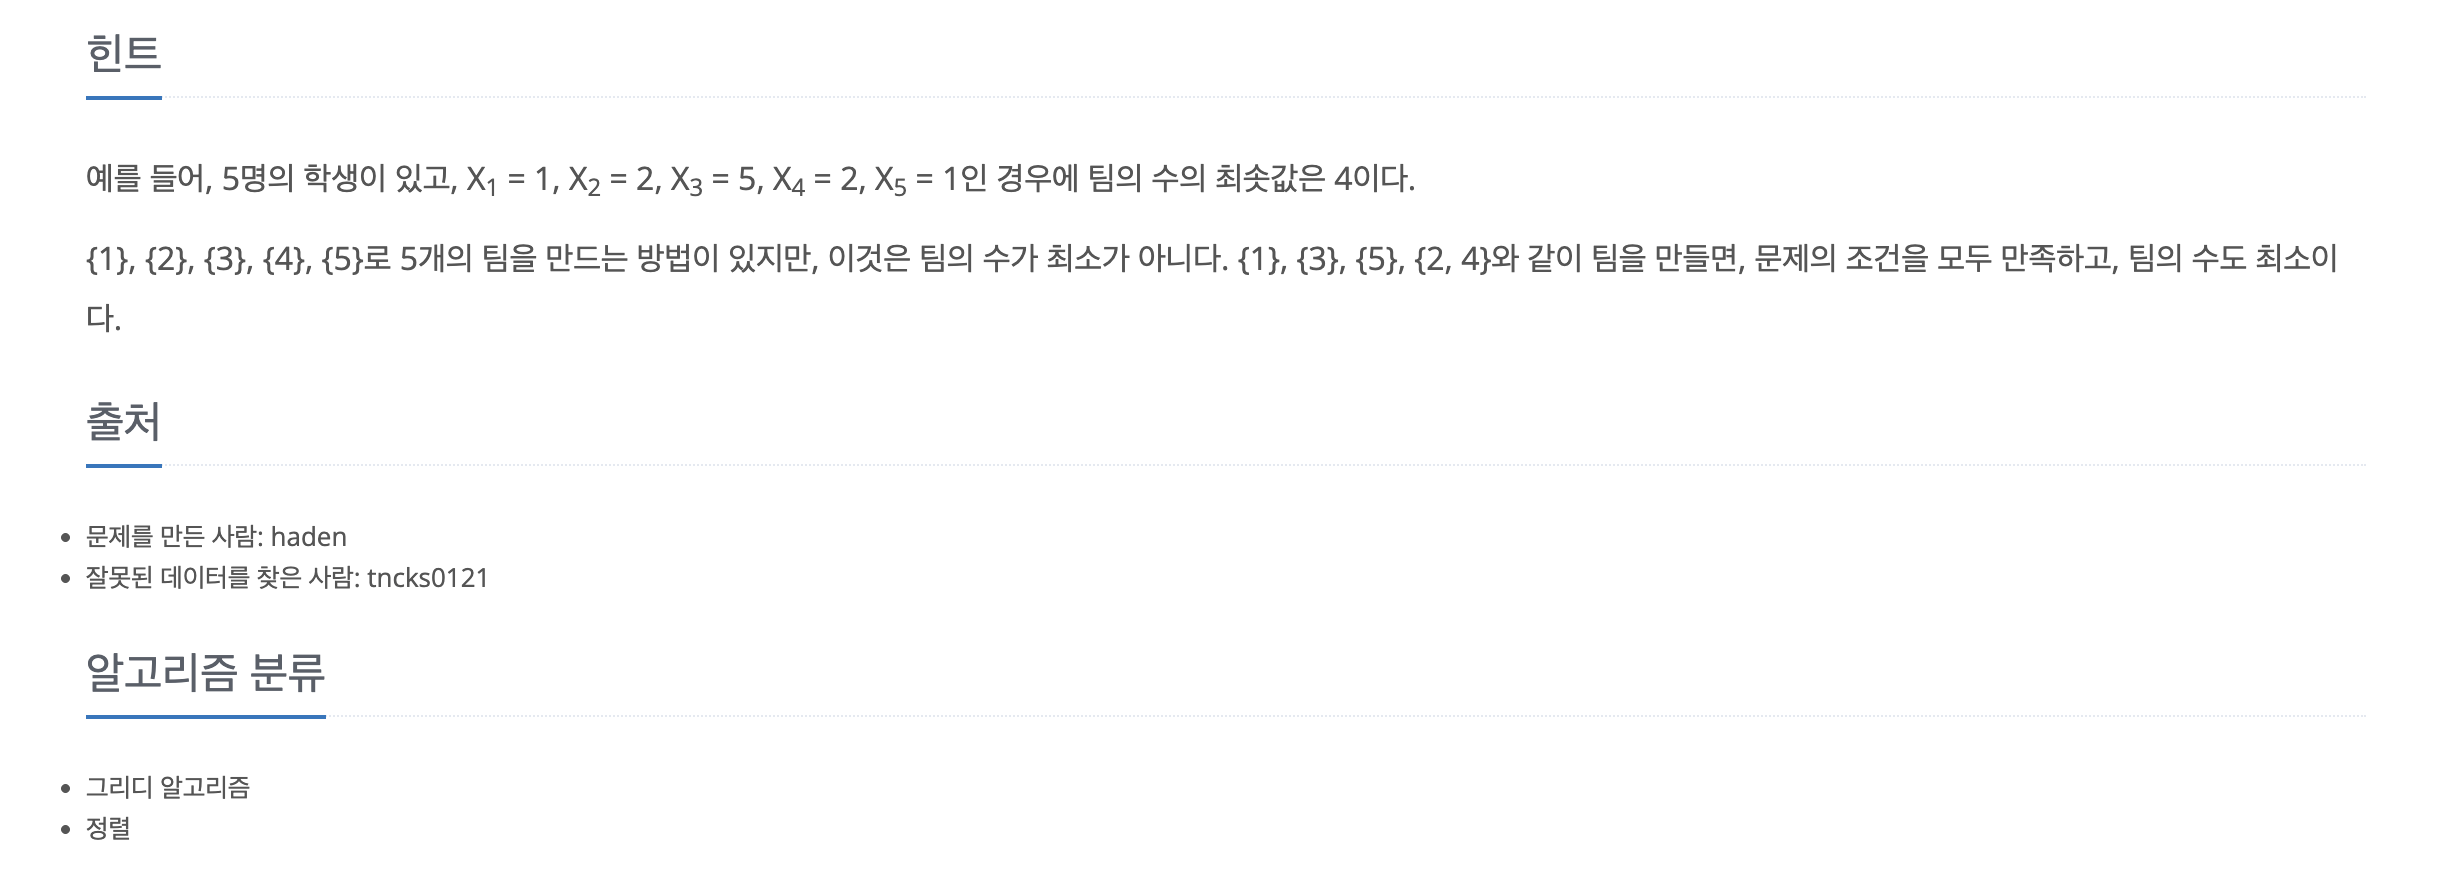 힌트
예를 들어, 5명의 학생이 있고, X₁ = 1, X₂ = 2, X₃ = 5, X₄ = 2, X₅ = 1인 경우에 팀의 수의 최솟값은 4이다.
{1}, {2}, {3}, {4}, {5}로 5개의 팀을 만드는 방법이 있지만, 이것은 팀의 수가 최소가 아니다. {1}, {3}, {5}, {2, 4}와 같이 팀을 만들면, 문제의 조건을 모두 만족하고, 팀의 수도 최소이
다.
출처
• 문제를 만든 사람: haden
• 잘못된 데이터를 찾은 사람: tncks0121
알고리즘 분류
• 그리디 알고리즘
• 정렬